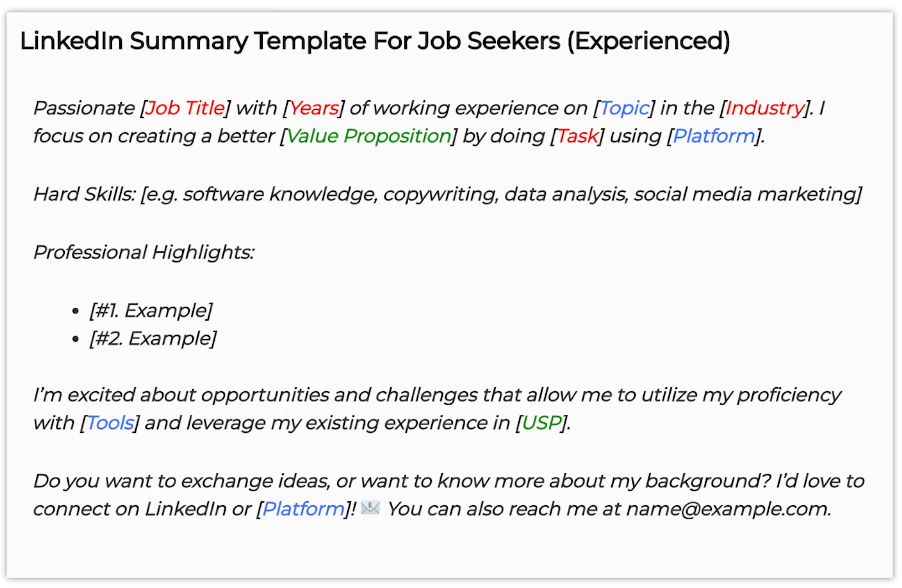 LinkedIn Summary Template For Job Seekers (Experienced)
Passionate [Job Title] with [Years] of working experience on [Topic] in the [Industry]. I
focus on creating a better [Value Proposition] by doing [Task] using [Platform].
Hard Skills: [e.g. software knowledge, copywriting, data analysis, social media marketing]
Professional Highlights:
• [#1. Example]
• [#2. Example]
I’m excited about opportunities and challenges that allow me to utilize my proficiency
with [Tools] and leverage my existing experience in [USP].
Do you want to exchange ideas, or want to know more about my background? I’d love to
connect on LinkedIn or [Platform]! You can also reach me at name@example.com.